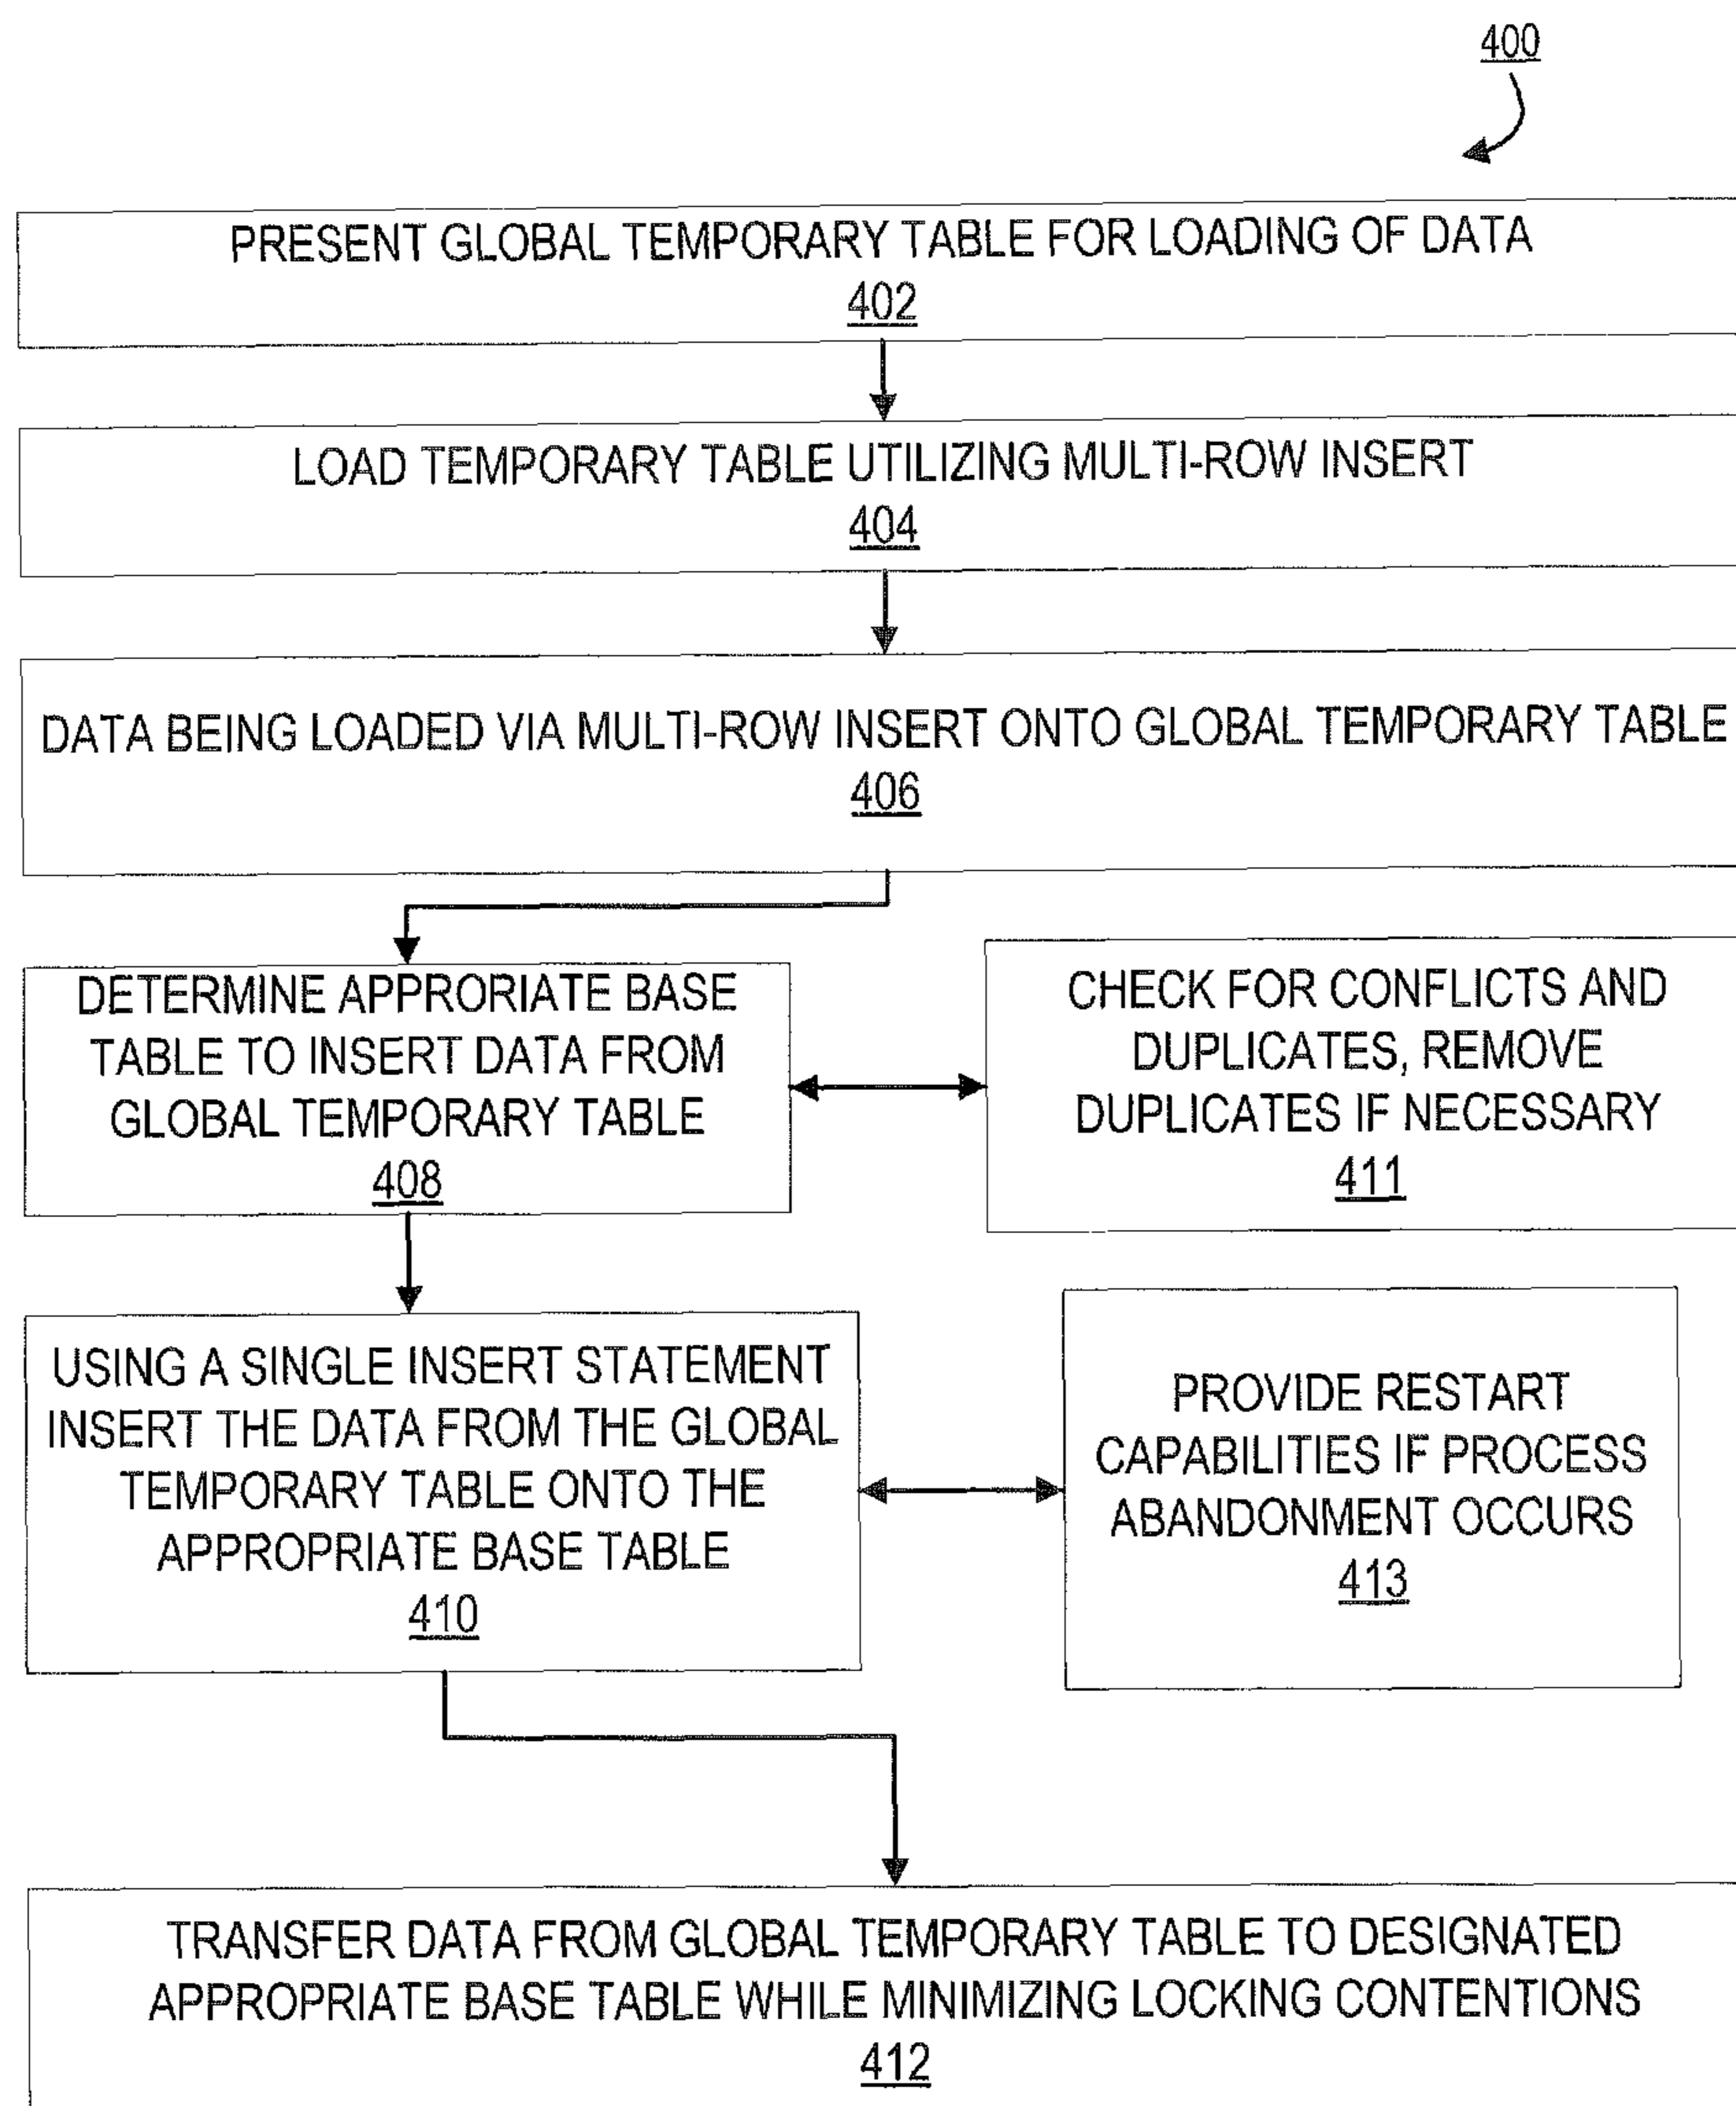 400
PRESENT GLOBAL TEMPORARY TABLE FOR LOADING OF DATA
402
LOAD TEMPORARY TABLE UTILIZING MULTI-ROW INSERT
404
DATA BEING LOADED VIA MULTI-ROW INSERT ONTO GLOBAL TEMPORARY TABLE
406
DETERMINE APPRORIATE BASE
TABLE TO INSERT DATA FROM
GLOBAL TEMPORARY TABLE
408
CHECK FOR CONFLICTS AND
DUPLICATES, REMOVE
DUPLICATES IF NECESSARY
411
USING A SINGLE INSERT STATEMENT
INSERT THE DATA FROM THE GLOBAL
TEMPORARY TABLE ONTO THE
APPROPRIATE BASE TABLE
410
PROVIDE RESTART
CAPABILITIES IF PROCESS
ABANDONMENT OCCURS
413
TRANSFER DATA FROM GLOBAL TEMPORARY TABLE TO DESIGNATED
APPROPRIATE BASE TABLE WHILE MINIMIZING LOCKING CONTENTIONS
412